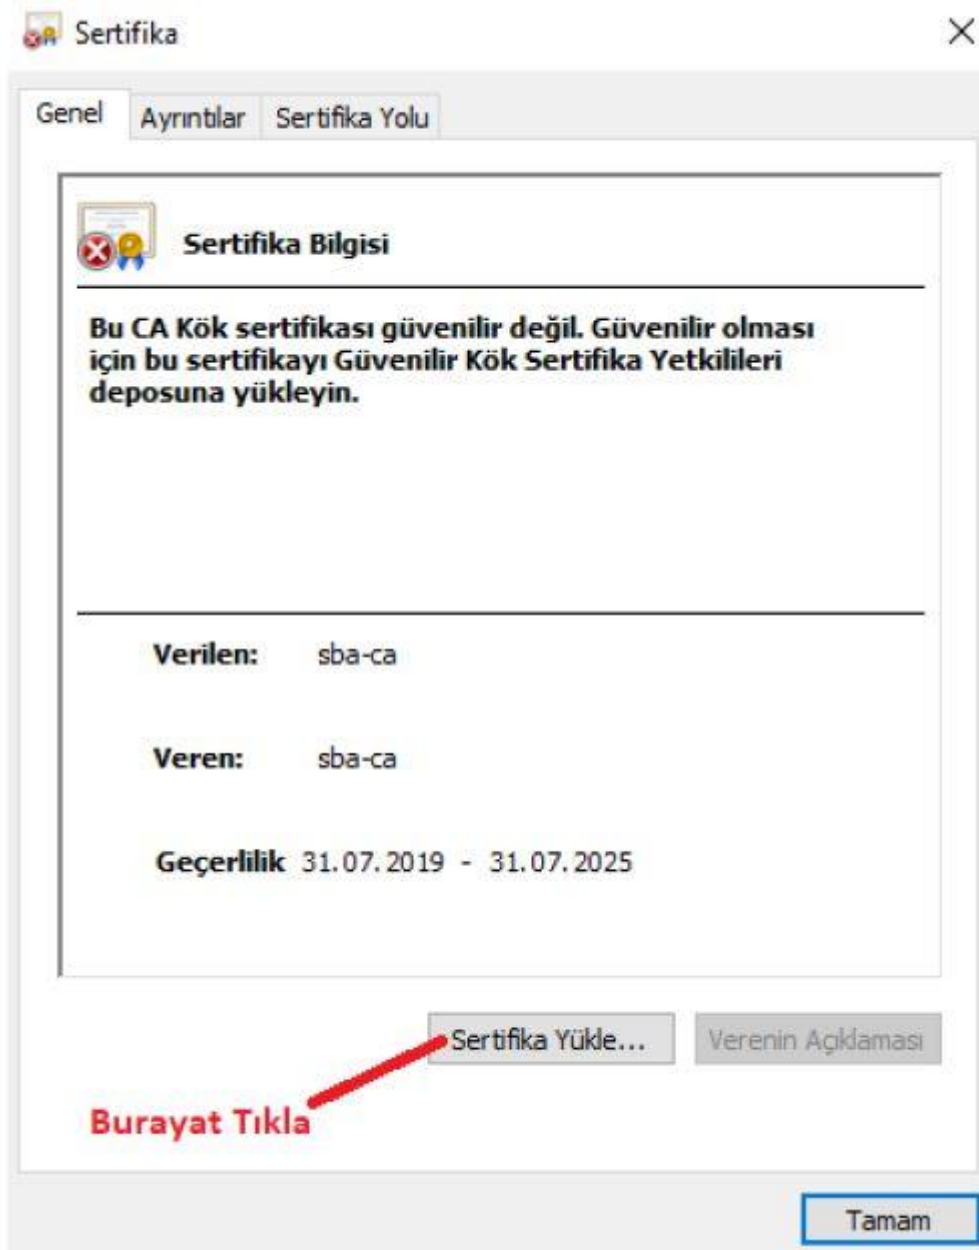 Sertifika
Genel Ayrıntılar Sertifika Yolu
Sertifika Bilgisi
Bu CA Kök sertifikası güvenilir değil. Güvenilir olması
için bu sertifikayı Güvenilir Kök Sertifika Yetkilileri
deposuna yükleyin.
Verilen: sba-ca
Veren: sba-ca
Geçerlilik 31.07.2019 - 31.07.2025
Sertifika Yükle... Verenin Açıklaması
Burayat Tıkla
Tamam